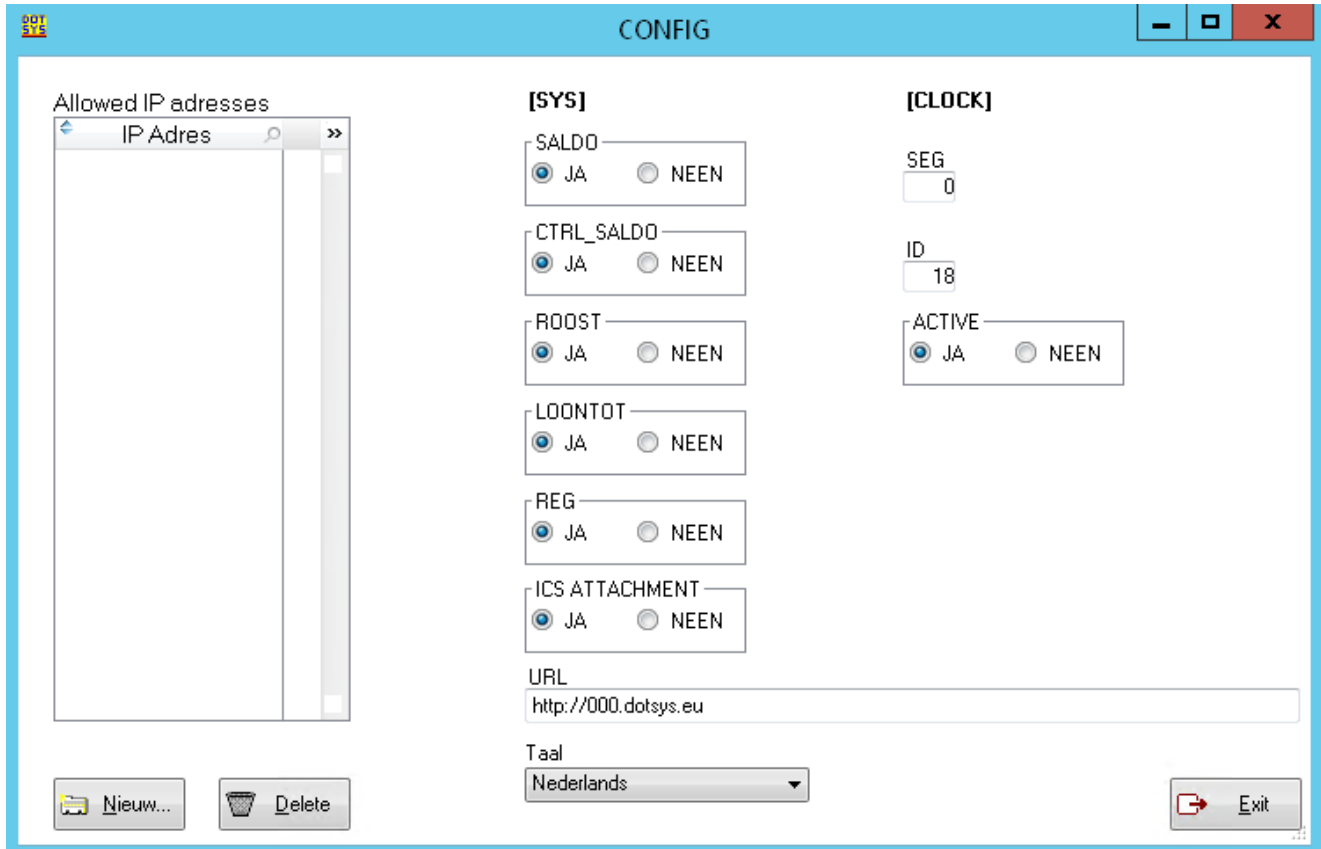 DOT
SYS
CONFIG
Allowed IP adresses
IP Adres
»
Nieuw...
Delete
[SYS]
SALDO
JA NEEN
CTRL_SALDO
JA NEEN
ROOST
JA NEEN
LOONTOT
JA NEEN
REG
JA NEEN
ICS ATTACHMENT
JA NEEN
URL
http://000.dotsys.eu
Taal
Nederlands
[CLOCK]
SEG
0
ID
18
ACTIVE
JA NEEN
Exit